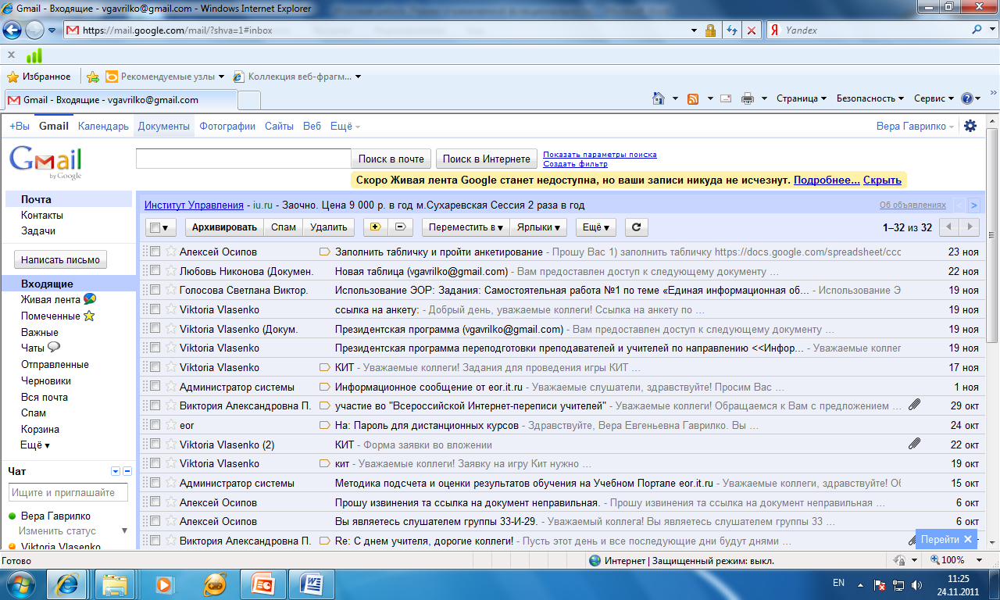 Gmail - Входящие - vgavrilko@gmail.com - Windows Internet Explorer
https://mail.google.com/mail/?shva=1#inbox
Yandex
Избранное Рекомендуемые узлы Коллекция веб-фрагм...
Gmail - Входящие - vgavrilko@gmail.com
Страница Безопасность Сервис
+Вы Gmail Календарь Документы Фотографии Сайты Веб Ещё
Вера Гаврилко
Gmail by Google
Поиск в почте Поиск в Интернете
Показать параметры поиска
Создать фильтр
Скоро Живая лента Google станет недоступна, но ваши записи никуда не исчезнут. Подробнее... Скрыть
Почта
Контакты
Задачи
Написать письмо
Входящие
Живая лента
Помеченные
Важные
Чаты
Отправленные
Черновики
Вся почта
Спам
Корзина
Ещё ▾
Чат
Ищите и приглашайте
Вера Гаврилко
Изменить статус
Viktoria Vlasenko
Институт Управления - iu.ru - Заочно. Цена 9 000 р. в год м.Сухаревская Сессия 2 раза в год
Об объявлениях < >
Архивировать Спам Удалить Переместить в ▾ Ярлыки ▾ Ещё ▾
1–32 из 32
Алексей Осипов Заполнить табличку и пройти анкетирование - Прошу Вас 1) заполнить табличку https://docs.google.com/spreadsheet/ccc 23 ноя
Любовь Никонова (Докумен. Новая таблица (vgavrilko@gmail.com) - Вам предоставлен доступ к следующему документу ... 22 ноя
Голосова Светлана Виктор. Использование ЭОР: Задания: Самостоятельная работа №1 по теме «Единая информационная об... - Использование Э 19 ноя
Viktoria Vlasenko ссылка на анкету: - Добрый день, уважаемые коллеги! Ссылка на анкету по ... 19 ноя
Viktoria Vlasenko (Докум. Президентская программа (vgavrilko@gmail.com) - Вам предоставлен доступ к следующему документу ... 19 ноя
Viktoria Vlasenko Президентская программа переподготовки преподавателей и учителей по направлению <<Инфор... - Уважаемые коллег 19 ноя
Viktoria Vlasenko КИТ - Уважаемые коллеги! Задания для проведения игры КИТ ... 17 ноя
Администратор системы Информационное сообщение от eor.it.ru - Уважаемые слушатели, здравствуйте! Просим Вас ... 1 ноя
Виктория Александровна П. участие во "Всероссийской Интернет-переписи учителей" - Уважаемые коллеги! Обращаемся к Вам с предложением ... 29 окт
eor На: Пароль для дистанционных курсов - Здравствуйте, Вера Евгеньевна Гаврилко. Вы ... 24 окт
Viktoria Vlasenko (2) КИТ - Форма заявки во вложении 22 окт
Viktoria Vlasenko кит - Уважаемые коллеги! Заявку на игру Кит нужно ... 19 окт
Администратор системы Методика подсчета и оценки результатов обучения на Учебном Портале eor.it.ru - Уважаемые коллеги, здравствуйте! Об 15 окт
Алексей Осипов Прошу извинения та ссылка на документ неправильная. - Прошу извинения та ссылка на документ неправильная ... 6 окт
Алексей Осипов Вы являетесь слушателем группы 33-И-29. - Уважаемый коллега! Вы являетесь слушателем группы 33 ... 6 окт
Виктория Александровна П. Re: С днем учителя, дорогие коллеги! - Пусть этот день и все последующие дни будут днями ...
Перейти ✕
Готово Интернет | Защищенный режим: выкл. 100%
EN 11:25
24.11.2011